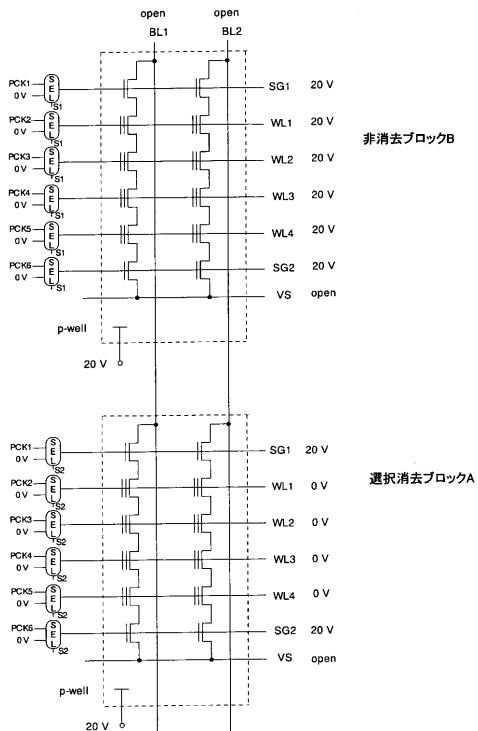 open open
BL1 BL2
PCK1
0 V
SEL
S1
SG1 20 V
PCK2
0 V
SEL
S1
WL1 20 V
非消去ブロックB
PCK3
0 V
SEL
S1
WL2 20 V
PCK4
0 V
SEL
S1
WL3 20 V
PCK5
0 V
SEL
S1
WL4 20 V
PCK6
0 V
SEL
S1
SG2 20 V
VS open
p-well
20 V
PCK1
0 V
SEL
S2
SG1 20 V
選択消去ブロックA
PCK2
0 V
SEL
S2
WL1 0 V
PCK3
0 V
SEL
S2
WL2 0 V
PCK4
0 V
SEL
S2
WL3 0 V
PCK5
0 V
SEL
S2
WL4 0 V
PCK6
0 V
SEL
S2
SG2 20 V
VS open
p-well
20 V